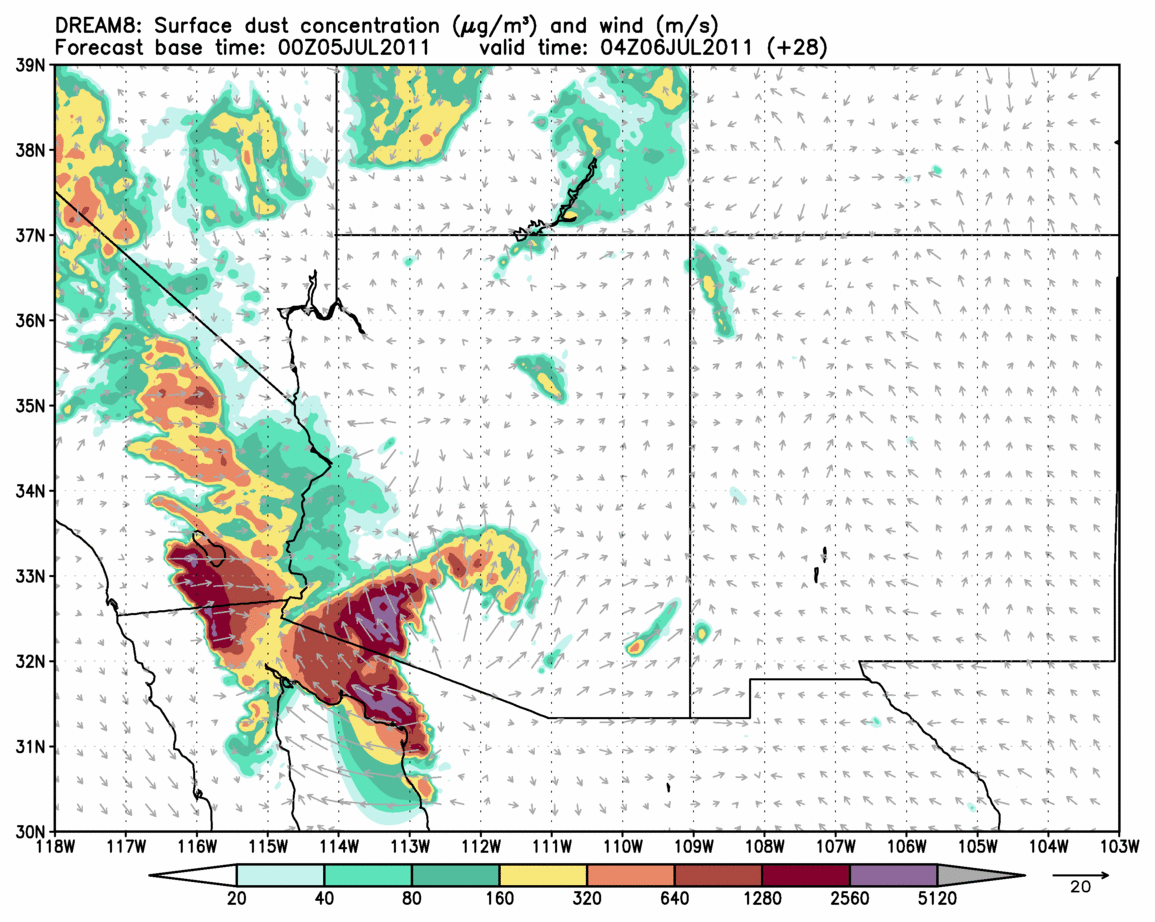 DREAM8: Surface dust concentration (μg/m³) and wind (m/s)
Forecast base time: 00Z05JUL2011 valid time: 04Z06JUL2011 (+28)
39N
38N
37N
36N
35N
34N
33N
32N
31N
30N
118W 117W 116W 115W 114W 113W 112W 111W 110W 109W 108W 107W 106W 105W 104W 103W
20 40 80 160 320 640 1280 2560 5120
20